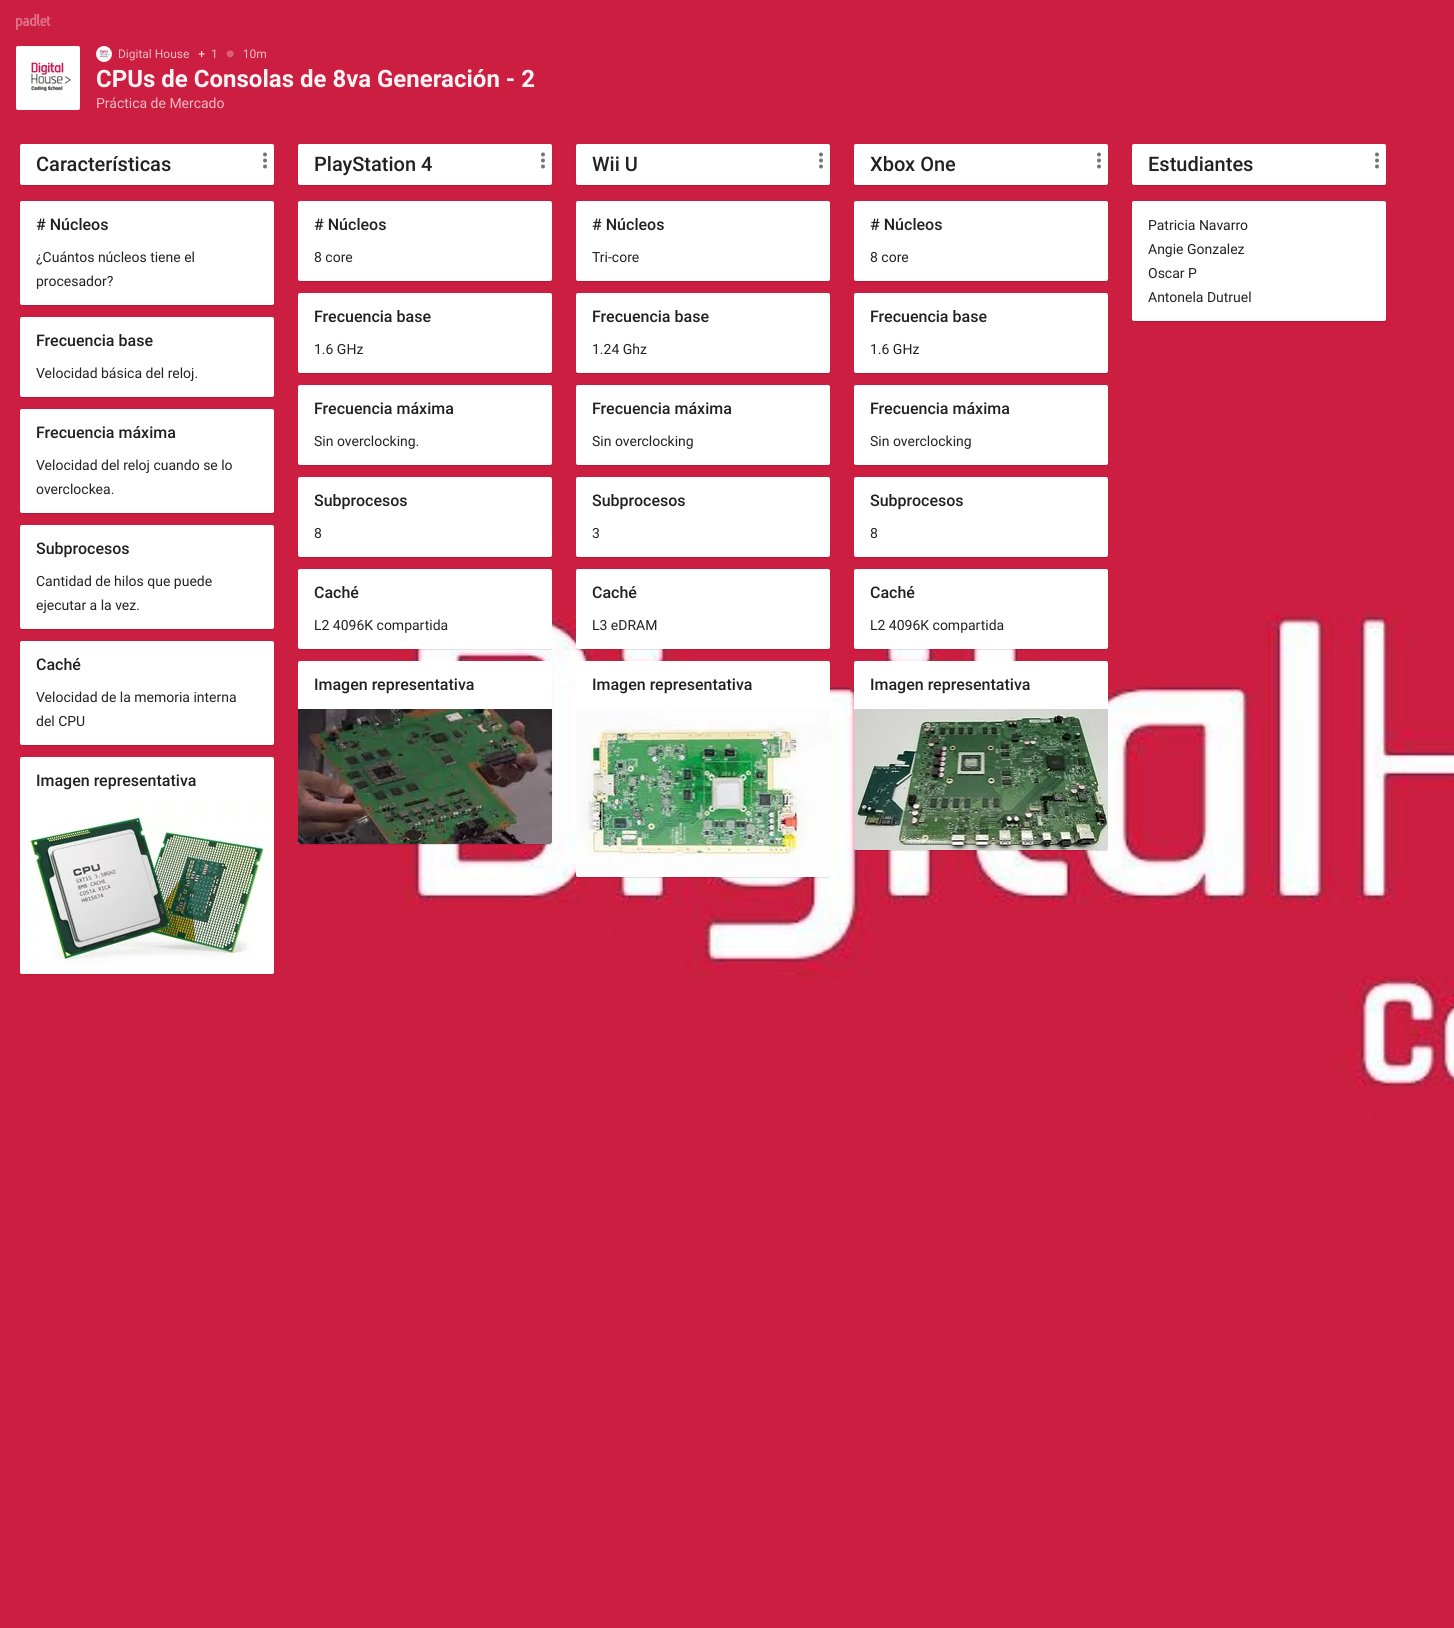 padlet
Digital
House>
Coding School
Digital House + 1 10m
CPUs de Consolas de 8va Generación - 2
Práctica de Mercado
Características
# Núcleos
¿Cuántos núcleos tiene el
procesador?
Frecuencia base
Velocidad básica del reloj.
Frecuencia máxima
Velocidad del reloj cuando se lo
overclockea.
Subprocesos
Cantidad de hilos que puede
ejecutar a la vez.
Caché
Velocidad de la memoria interna
del CPU
Imagen representativa
CPU
SXT15 3.50GHZ
8MB CACHE
COSTA RICA
PlayStation 4
# Núcleos
8 core
Frecuencia base
1.6 GHz
Frecuencia máxima
Sin overclocking.
Subprocesos
8
Caché
L2 4096K compartida
Imagen representativa
Wii U
# Núcleos
Tri-core
Frecuencia base
1.24 Ghz
Frecuencia máxima
Sin overclocking
Subprocesos
3
Caché
L3 eDRAM
Imagen representativa
Xbox One
# Núcleos
8 core
Frecuencia base
1.6 GHz
Frecuencia máxima
Sin overclocking
Subprocesos
8
Caché
L2 4096K compartida
Imagen representativa
Estudiantes
Patricia Navarro
Angie Gonzalez
Oscar P
Antonela Dutruel